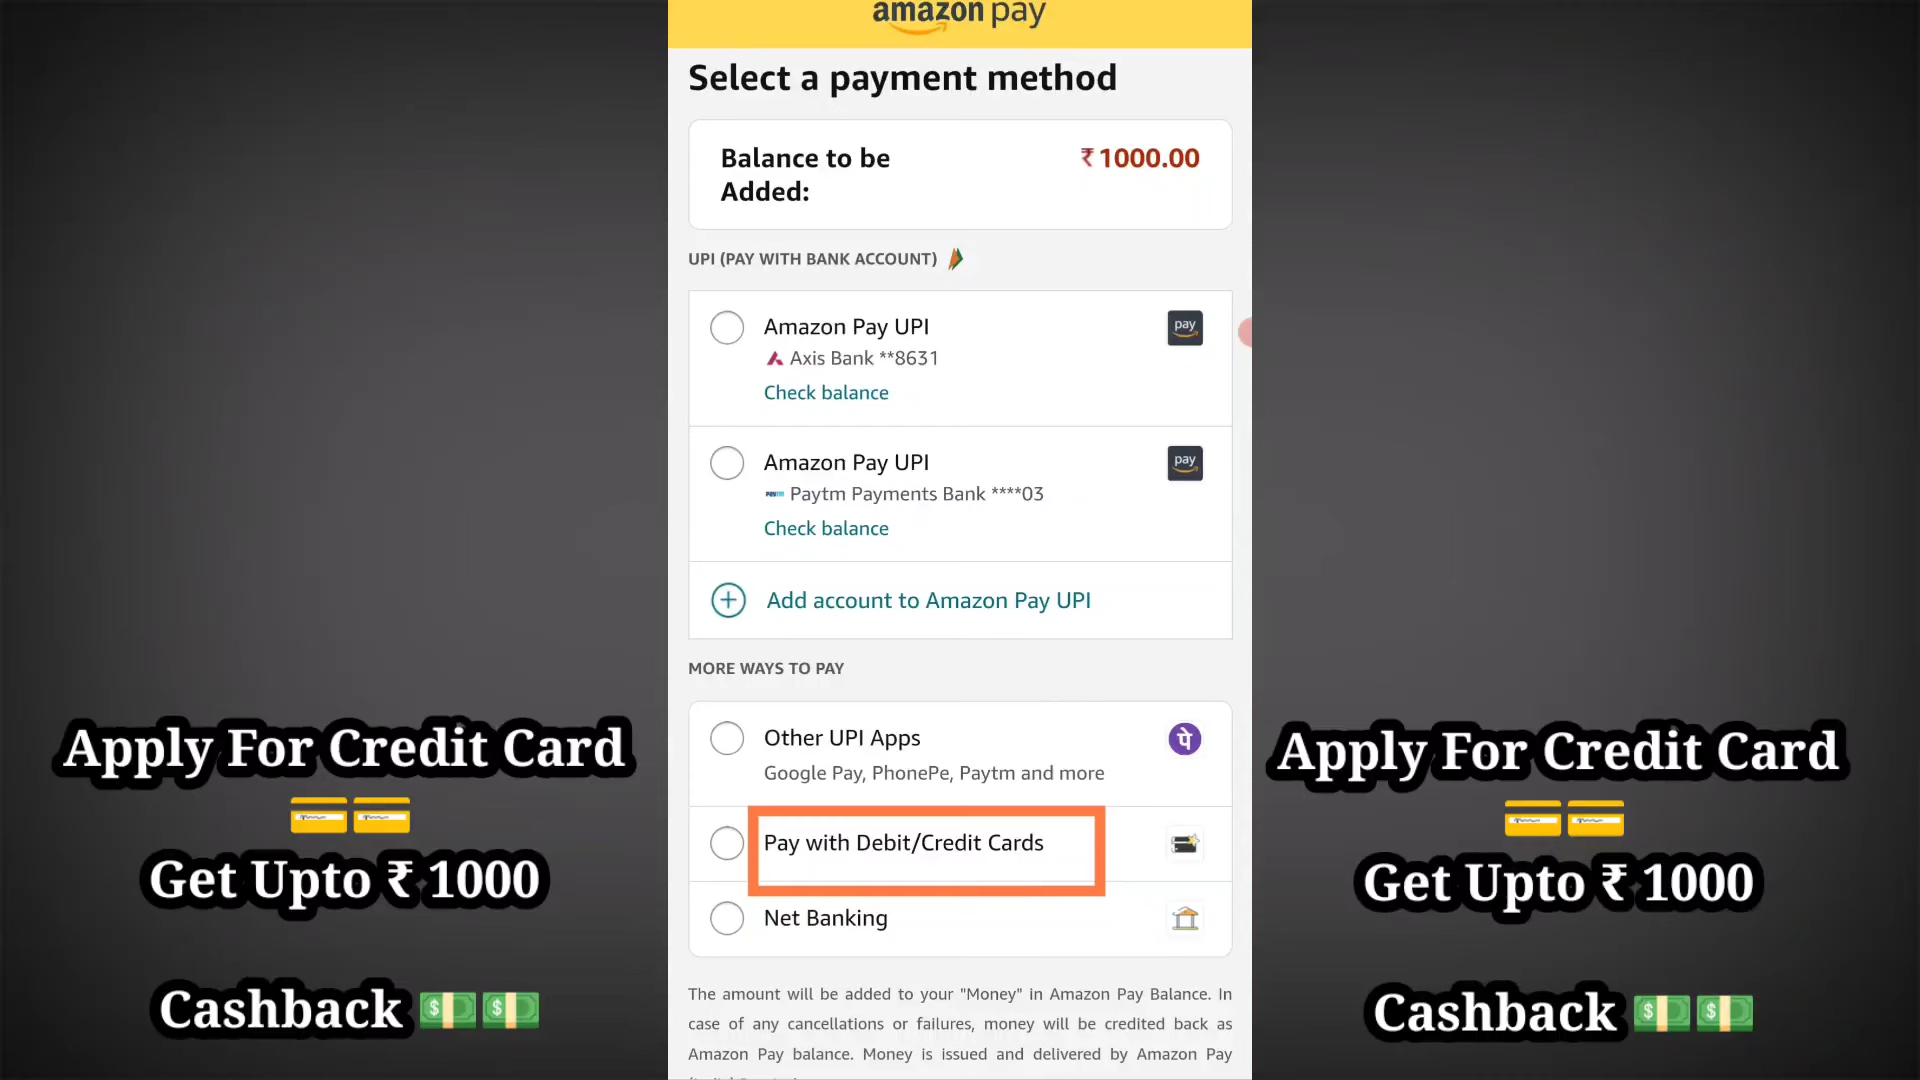 amazon pay
Select a payment method
Balance to be
Added:
₹1000.00
UPI (PAY WITH BANK ACCOUNT)
Amazon Pay UPI
pay
Axis Bank **8631
Check balance
Amazon Pay UPI
pay
Paytm Payments Bank ****03
Check balance
Add account to Amazon Pay UPI
MORE WAYS TO PAY
Other UPI Apps
पे
Google Pay, PhonePe, Paytm and more
Pay with Debit/Credit Cards
Net Banking
The amount will be added to your "Money" in Amazon Pay Balance. In
case of any cancellations or failures, money will be credited back as
Amazon Pay balance. Money is issued and delivered by Amazon Pay
Apply For Credit Card
Get Upto ₹ 1000
Cashback
Apply For Credit Card
Get Upto ₹ 1000
Cashback